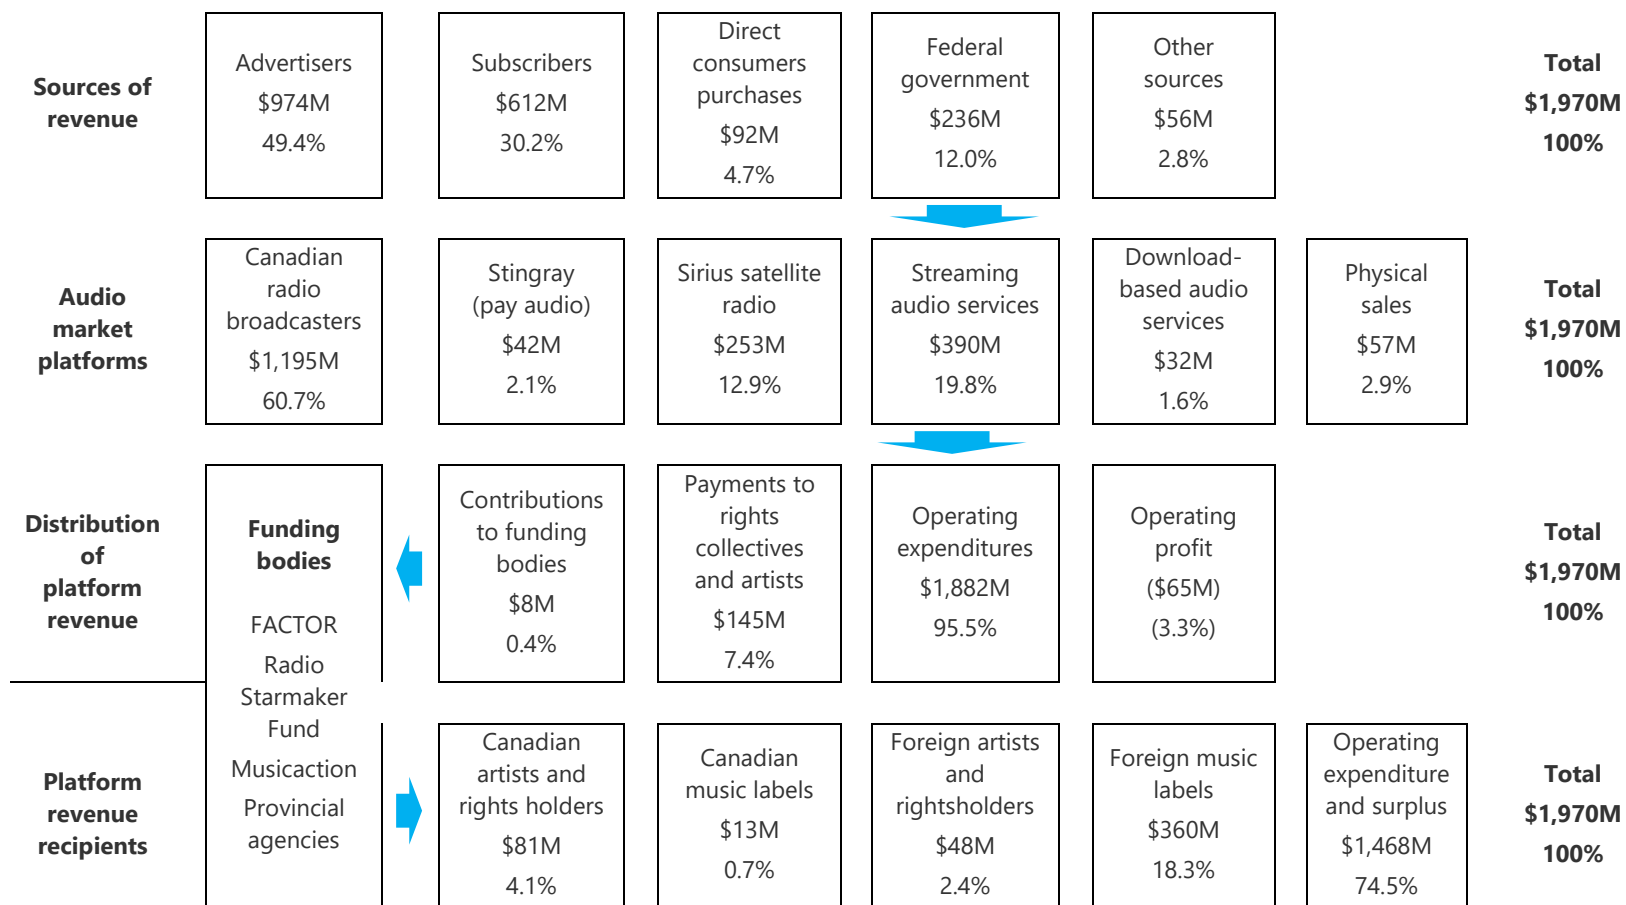 Sources of
revenue
Advertisers
$974M
49.4%
Subscribers
$612M
30.2%
Direct
consumers
purchases
$92M
4.7%
Federal
government
$236M
12.0%
Other
sources
$56M
2.8%
Total
$1,970M
100%
Audio
market
platforms
Canadian
radio
broadcasters
$1,195M
60.7%
Stingray
(pay audio)
$42M
2.1%
Sirius satellite
radio
$253M
12.9%
Streaming
audio services
$390M
19.8%
Download-
based audio
services
$32M
1.6%
Physical
sales
$57M
2.9%
Total
$1,970M
100%
Distribution
of
platform
revenue
Funding
bodies
FACTOR
Radio
Starmaker
Fund
Musicaction
Provincial
agencies
Contributions
to funding
bodies
$8M
0.4%
Payments to
rights
collectives
and artists
$145M
7.4%
Operating
expenditures
$1,882M
95.5%
Operating
profit
($65M)
(3.3%)
Total
$1,970M
100%
Platform
revenue
recipients
Canadian
artists and
rights holders
$81M
4.1%
Canadian
music labels
$13M
0.7%
Foreign artists
and
rightsholders
$48M
2.4%
Foreign music
labels
$360M
18.3%
Operating
expenditure
and surplus
$1,468M
74.5%
Total
$1,970M
100%